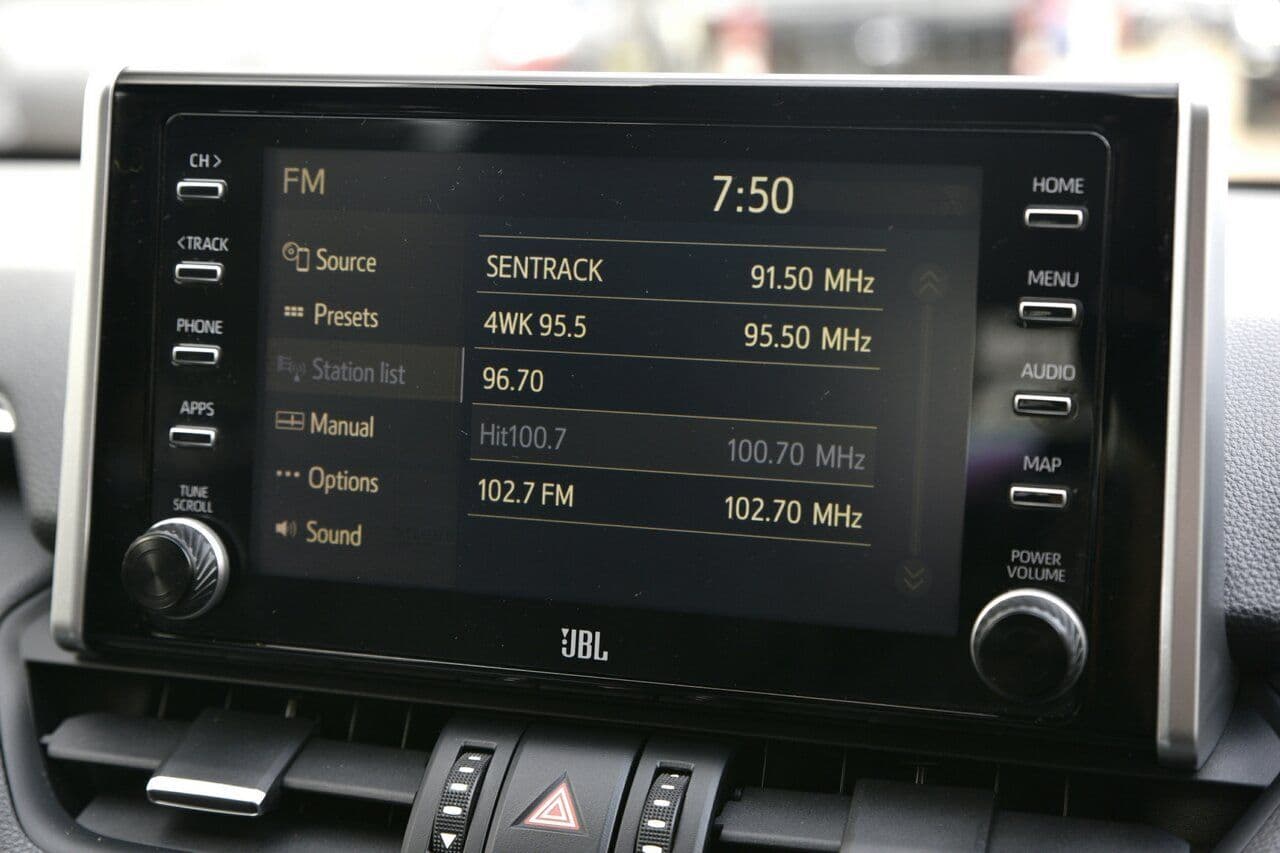 CH>
<TRACK
PHONE
APPS
TUNE
SCROLL
FM
7:50
Source
Presets
Station list
Manual
Options
Sound
SENTRACK 91.50 MHz
4WK 95.5 95.50 MHz
96.70
Hit100.7 100.70 MHz
102.7 FM 102.70 MHz
HOME
MENU
AUDIO
MAP
POWER
VOLUME
JBL